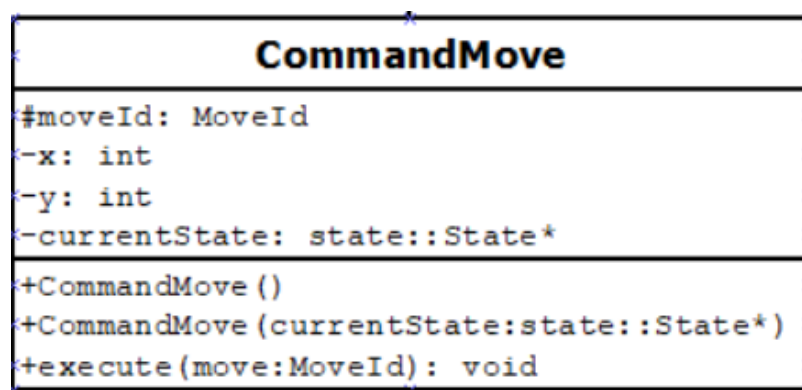 CommandMove
#moveId: MoveId
-x: int
-y: int
-currentState: state::State*
+CommandMove()
+CommandMove(currentState:state::State*)
+execute(move:MoveId): void